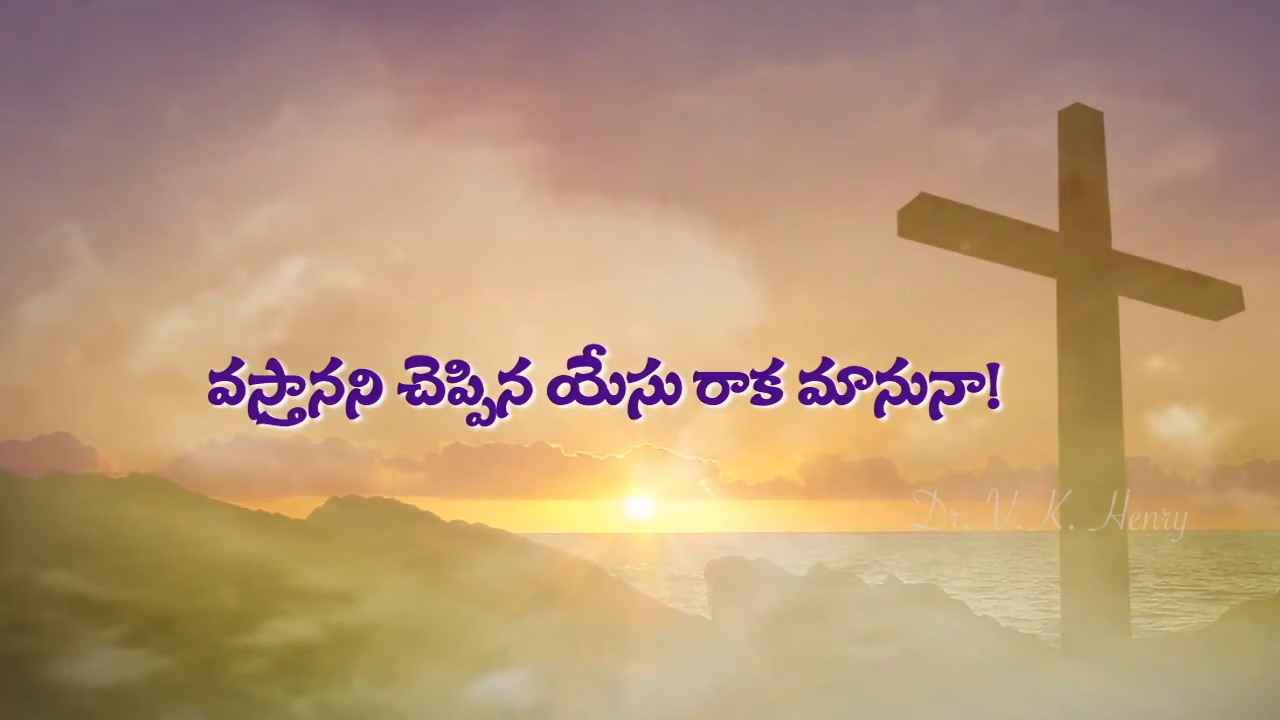 వస్తానని చెప్పిన యేసు రాక మానునా!
Dr. V. K. Henry